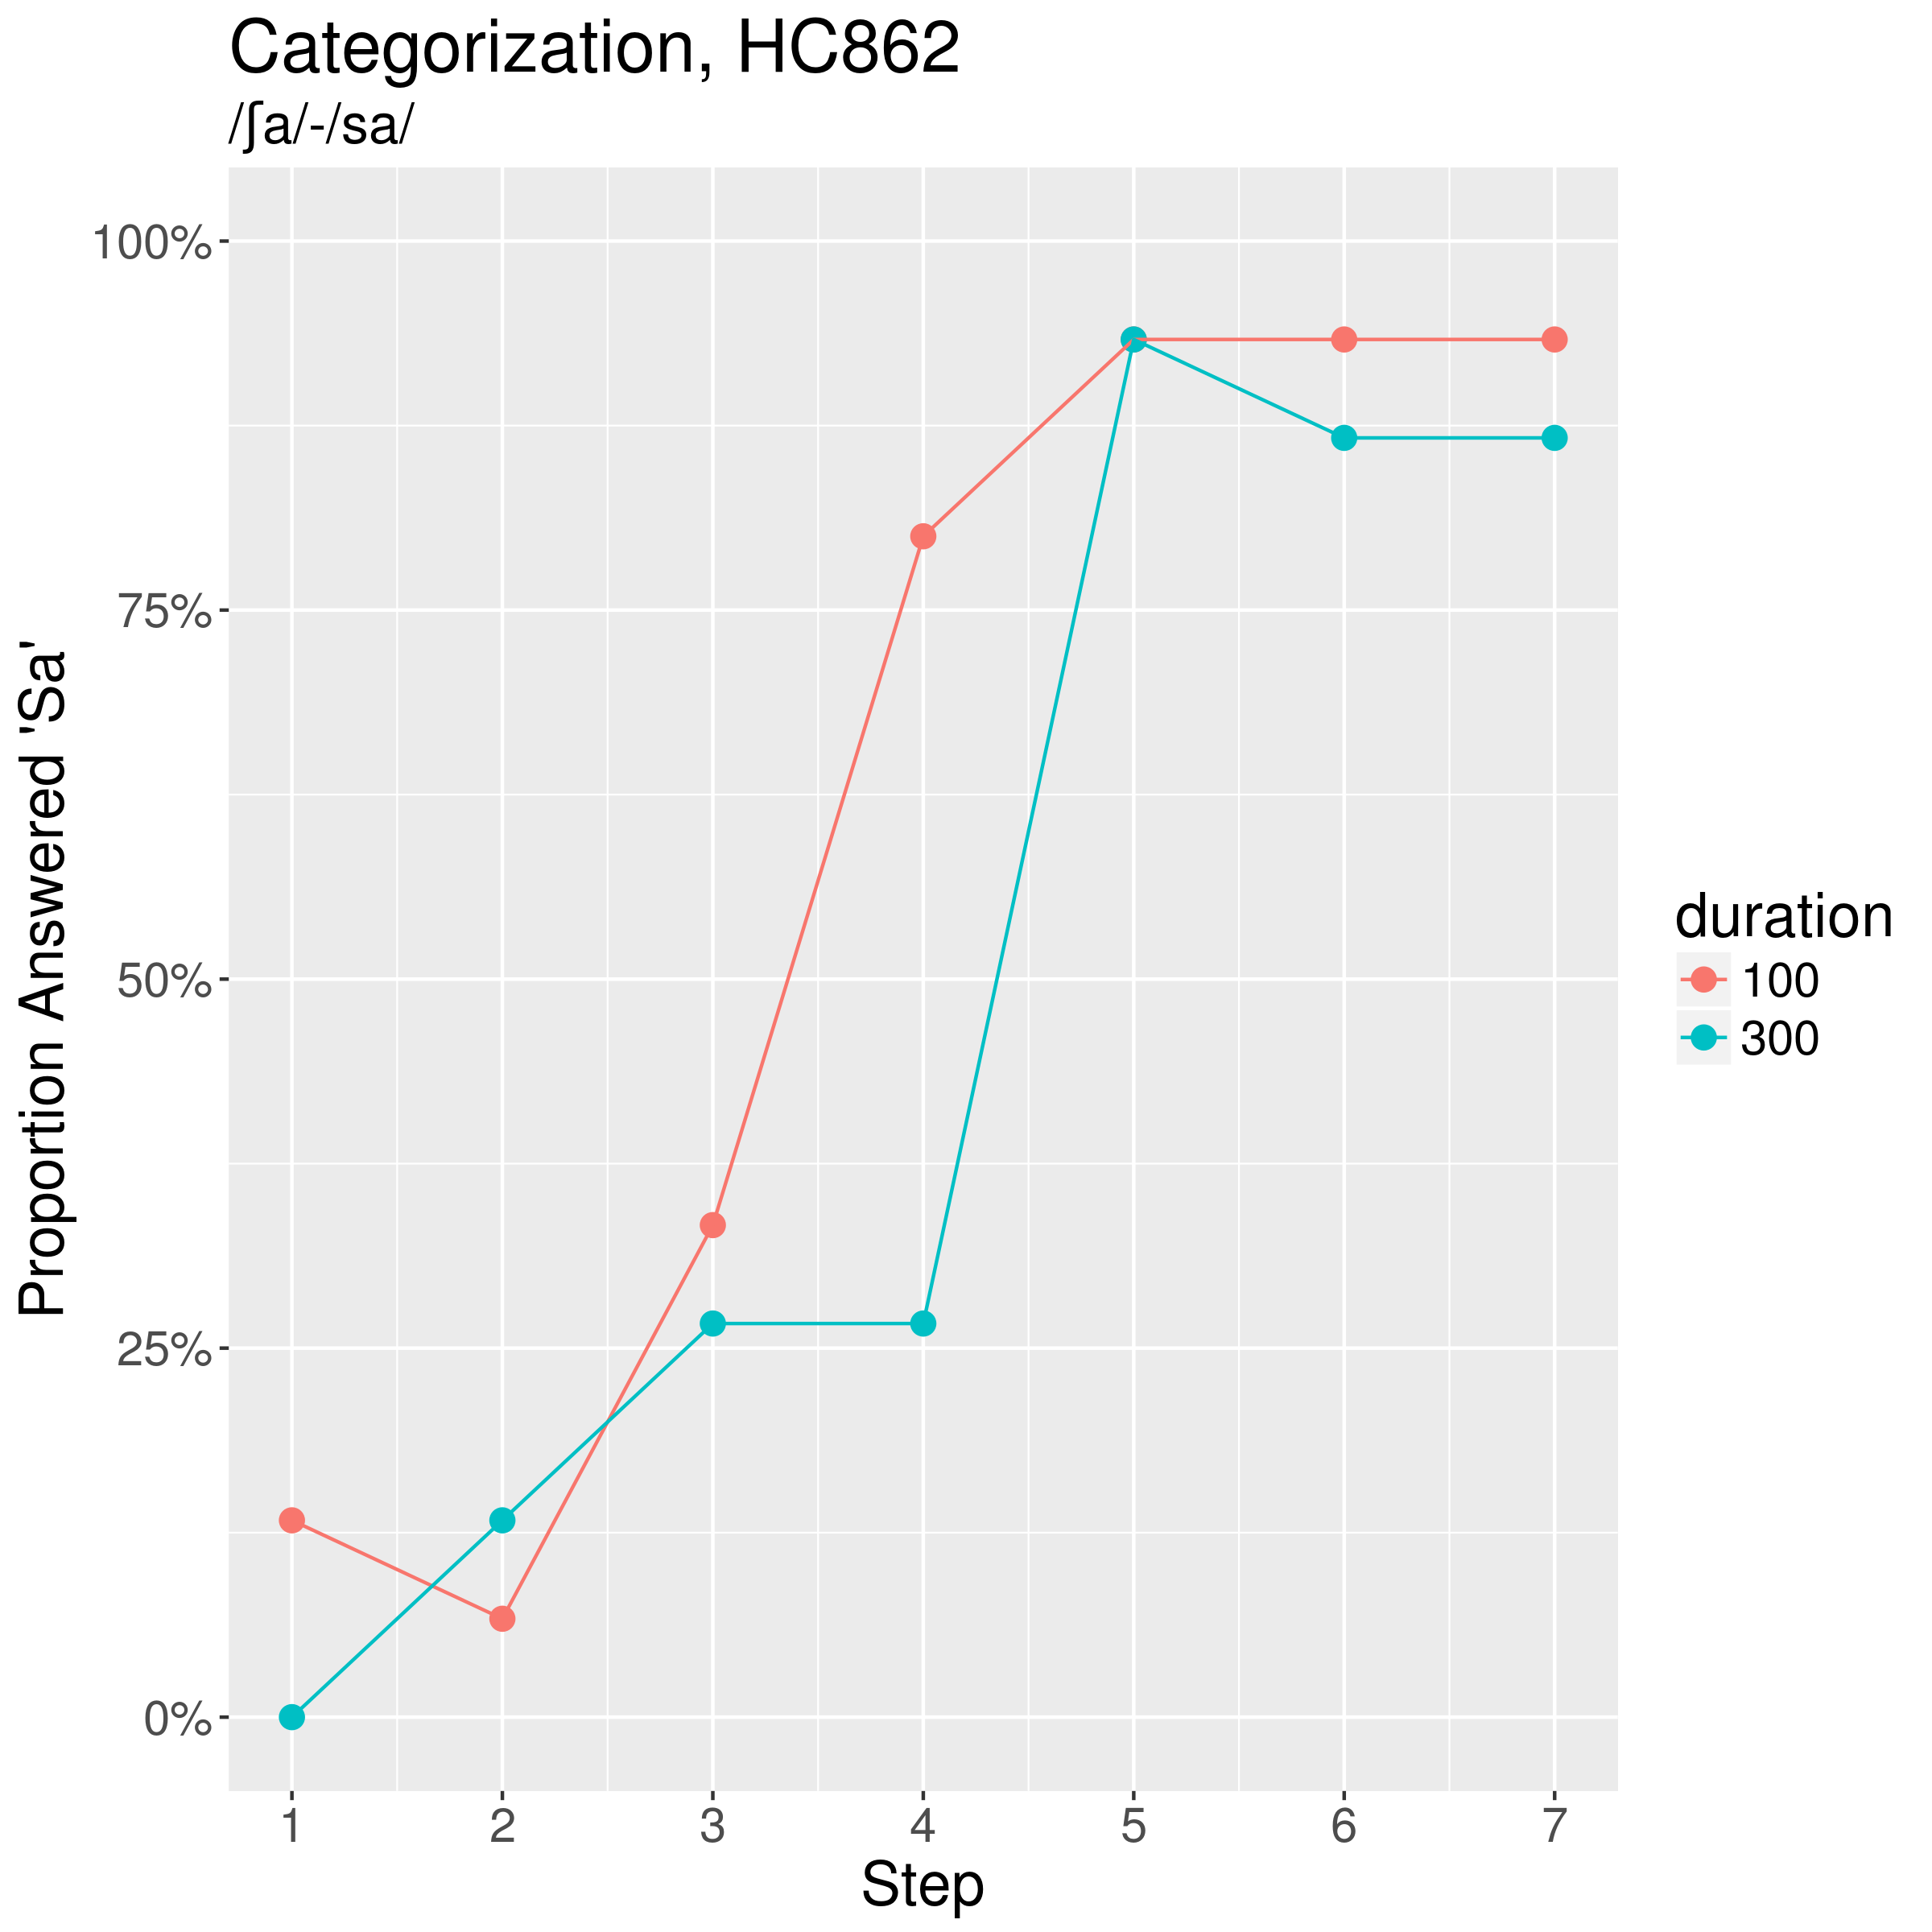 Categorization, HC862
/ʃa/-/sa/
Proportion Answered 'Sa'
100%
75%
50%
25%
0%
1 2 3 4 5 6 7
Step
duration
100
300